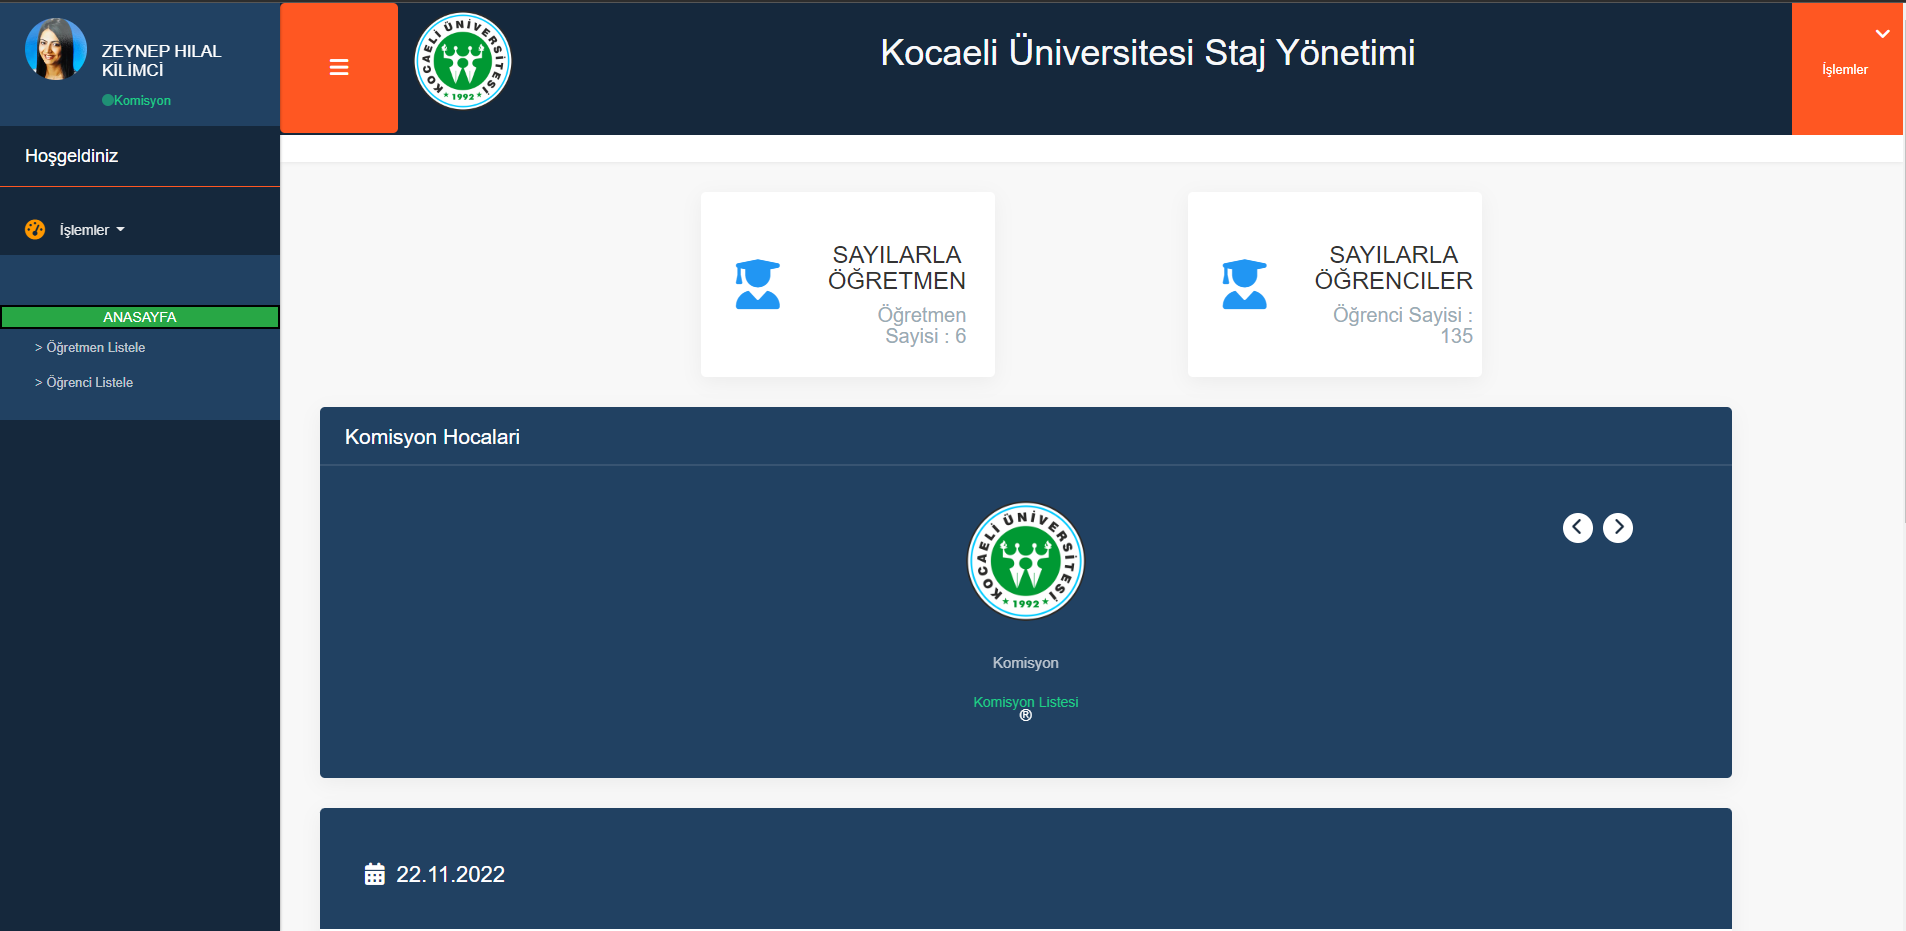 ZEYNEP HILAL
KİLİMCİ
Komisyon
Hoşgeldiniz
İşlemler
ANASAYFA
> Öğretmen Listele
> Öğrenci Listele
KOCAELİ ÜNİVERSİTESİ
1992
Kocaeli Üniversitesi Staj Yönetimi
İşlemler
SAYILARLA
ÖĞRETMEN
Öğretmen
Sayisi : 6
SAYILARLA
ÖĞRENCILER
Öğrenci Sayisi :
135
Komisyon Hocalari
KOCAELİ ÜNİVERSİTESİ
1992
Komisyon
Komisyon Listesi
®
22.11.2022